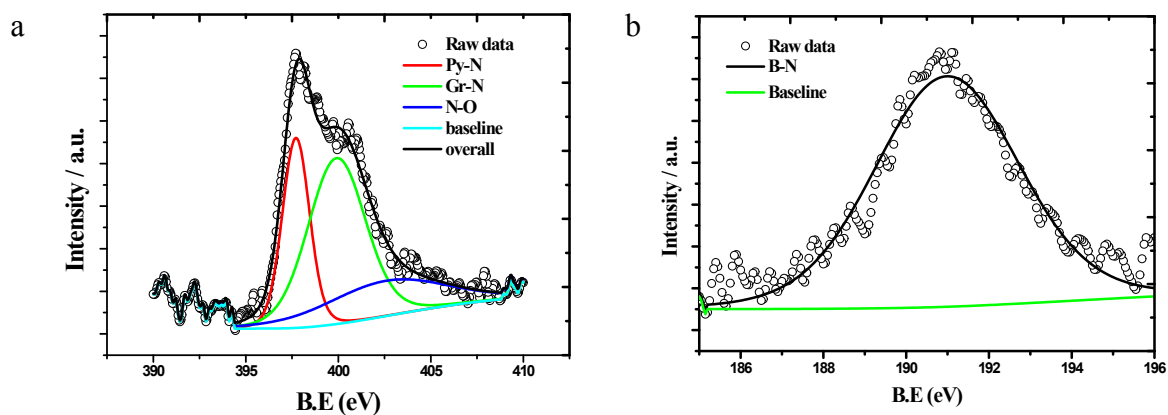 a
Raw data
Py-N
Gr-N
N-O
baseline
overall
Intensity / a.u.
390 395 400 405 410
B.E (eV)
b
Raw data
B-N
Baseline
Intensity / a.u.
186 188 190 192 194 196
B.E (eV)